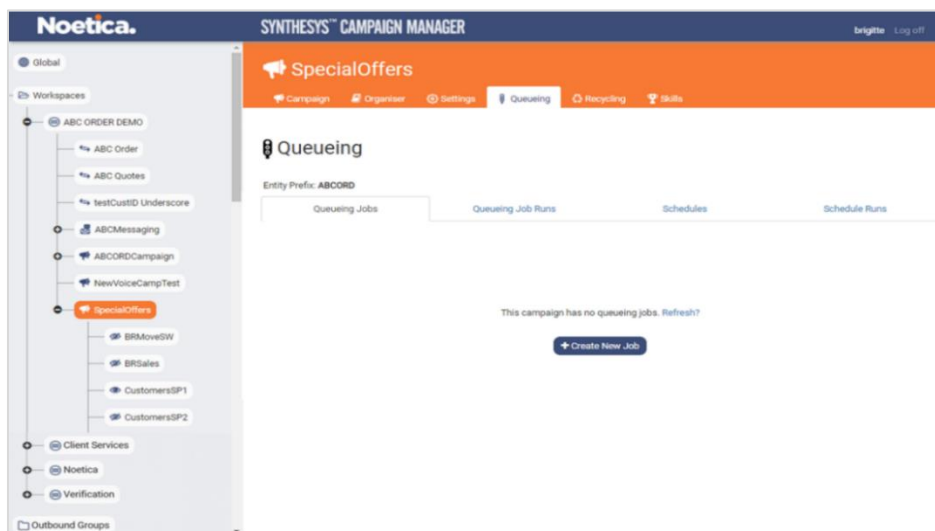 Noetica.
SYNTHESYS™ CAMPAIGN MANAGER
brigitte Log off
Global
Workspaces
ABC ORDER DEMO
ABC Order
ABC Quotes
testCustID Underscore
ABCMessaging
ABCORDCampaign
NewVoiceCampTest
SpecialOffers
BRMoveSW
BRSales
CustomersSP1
CustomersSP2
Client Services
Noetica
Verification
Outbound Groups
SpecialOffers
Campaign Organiser Settings Queueing Recycling Skills
Queueing
Entity Prefix: ABCORD
Queueing Jobs Queueing Job Runs Schedules Schedule Runs
This campaign has no queueing jobs. Refresh?
+ Create New Job